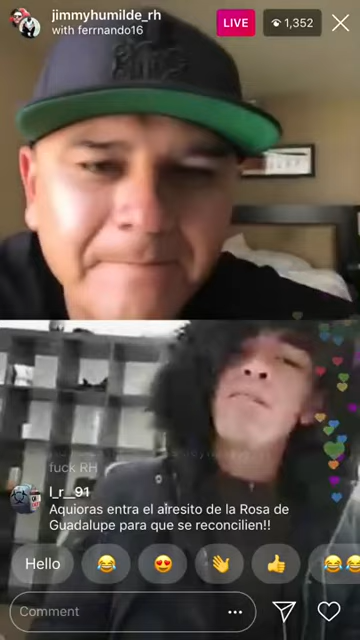 jimmyhumilde_rh
with ferrnando16
LIVE
1,352
fuck RH
l_r__91
Aquioras entra el airesito de la Rosa de
Guadalupe para que se reconcilien!!
Hello
Comment